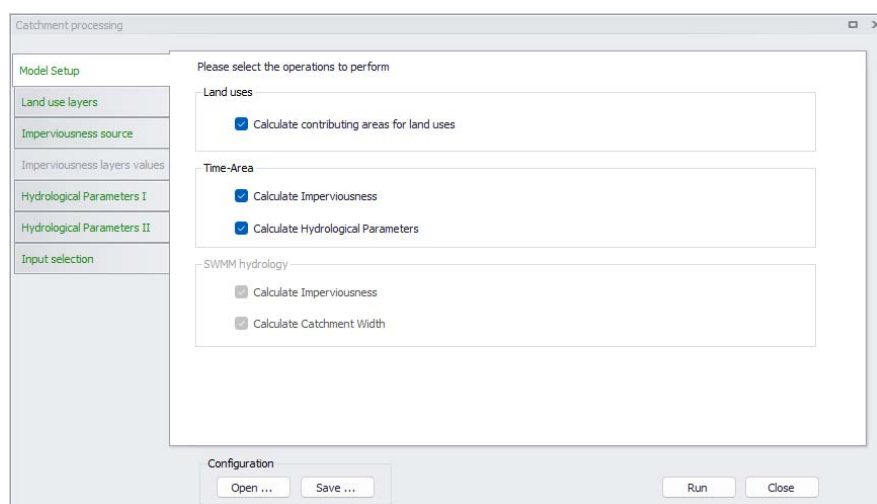 Catchment processing
Model Setup
Land use layers
Imperviousness source
Imperviousness layers values
Hydrological Parameters I
Hydrological Parameters II
Input selection
Please select the operations to perform
Land uses
Calculate contributing areas for land uses
Time-Area
Calculate Imperviousness
Calculate Hydrological Parameters
SWMM hydrology
Calculate Imperviousness
Calculate Catchment Width
Configuration
Open ...
Save ...
Run
Close